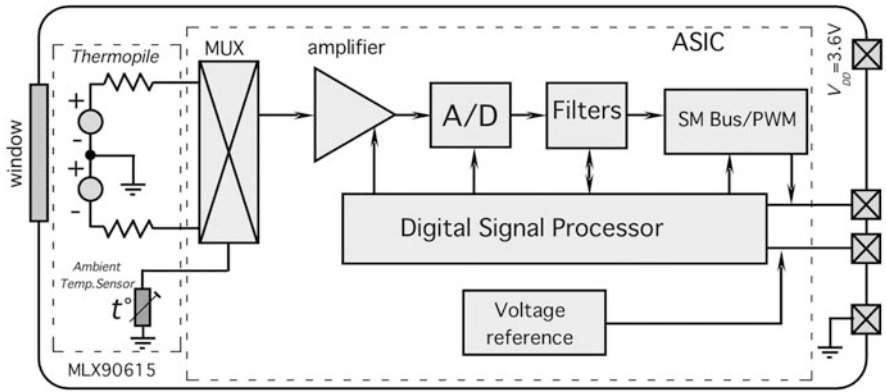 MUX
amplifier
ASIC
V_DD=3.6V
Thermopile
window
+
-
+
-
A/D
Filters
SM Bus/PWM
Digital Signal Processor
Ambient
Temp.Sensor
t°
Voltage
reference
MLX90615